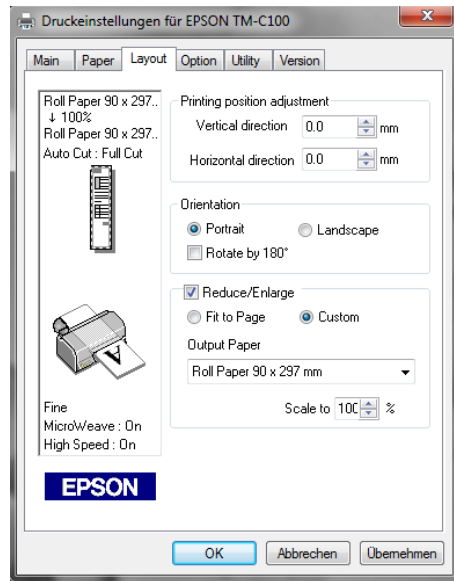 Druckeinstellungen für EPSON TM-C100
Main Paper Layout Option Utility Version
Roll Paper 90 x 297..
↓ 100%
Roll Paper 90 x 297..
Auto Cut : Full Cut
Fine
MicroWeave : On
High Speed : On
EPSON
Printing position adjustment
Vertical direction 0.0 mm
Horizontal direction 0.0 mm
Orientation
Portrait Landscape
Rotate by 180°
Reduce/Enlarge
Fit to Page Custom
Output Paper
Roll Paper 90 x 297 mm
Scale to 100 %
OK Abbrechen Übernehmen